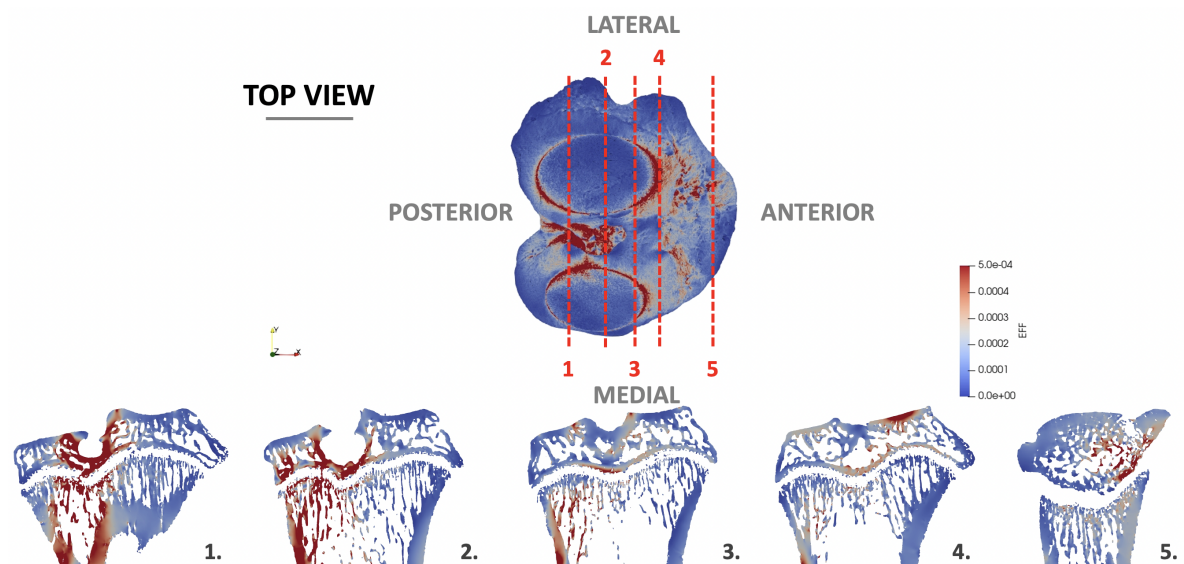 LATERAL
2 4
TOP VIEW
POSTERIOR
ANTERIOR
5.0e-04
0.0004
0.0003
0.0002
0.0001
0.0e+00
EFF
Y
Z X
1 3 5
MEDIAL
1. 2. 3. 4. 5.